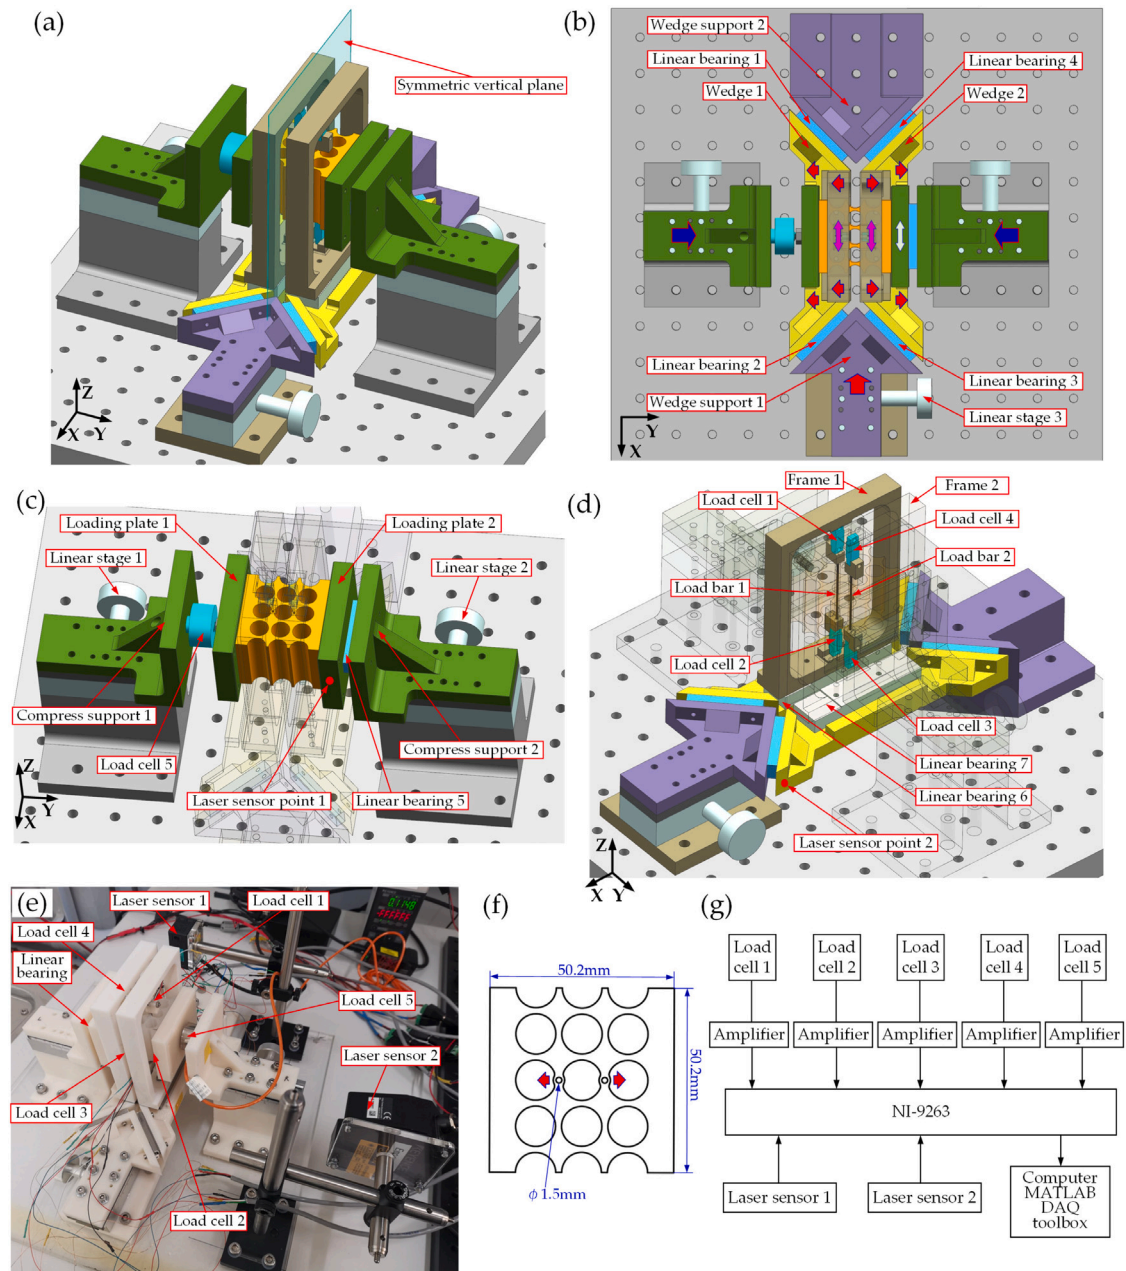 (a)
Symmetric vertical plane
Z
X
Y
(b)
Wedge support 2
Linear bearing 1
Linear bearing 4
Wedge 1
Wedge 2
Linear bearing 2
Linear bearing 3
Wedge support 1
Linear stage 3
Y
X
(c)
Loading plate 1
Loading plate 2
Linear stage 1
Linear stage 2
Compress support 1
Compress support 2
Load cell 5
Laser sensor point 1
Linear bearing 5
Z
Y
X
(d)
Frame 1
Frame 2
Load cell 1
Load cell 4
Load bar 2
Load bar 1
Load cell 2
Load cell 3
Linear bearing 7
Linear bearing 6
Laser sensor point 2
Z
X
Y
(e)
Laser sensor 1
Load cell 1
Load cell 4
Linear bearing
Load cell 5
Laser sensor 2
Load cell 3
Load cell 2
(f)
50.2mm
50.2mm
ϕ 1.5mm
(g)
Load cell 1
Load cell 2
Load cell 3
Load cell 4
Load cell 5
Amplifier
Amplifier
Amplifier
Amplifier
Amplifier
NI-9263
Laser sensor 1
Laser sensor 2
Computer
MATLAB
DAQ
toolbox